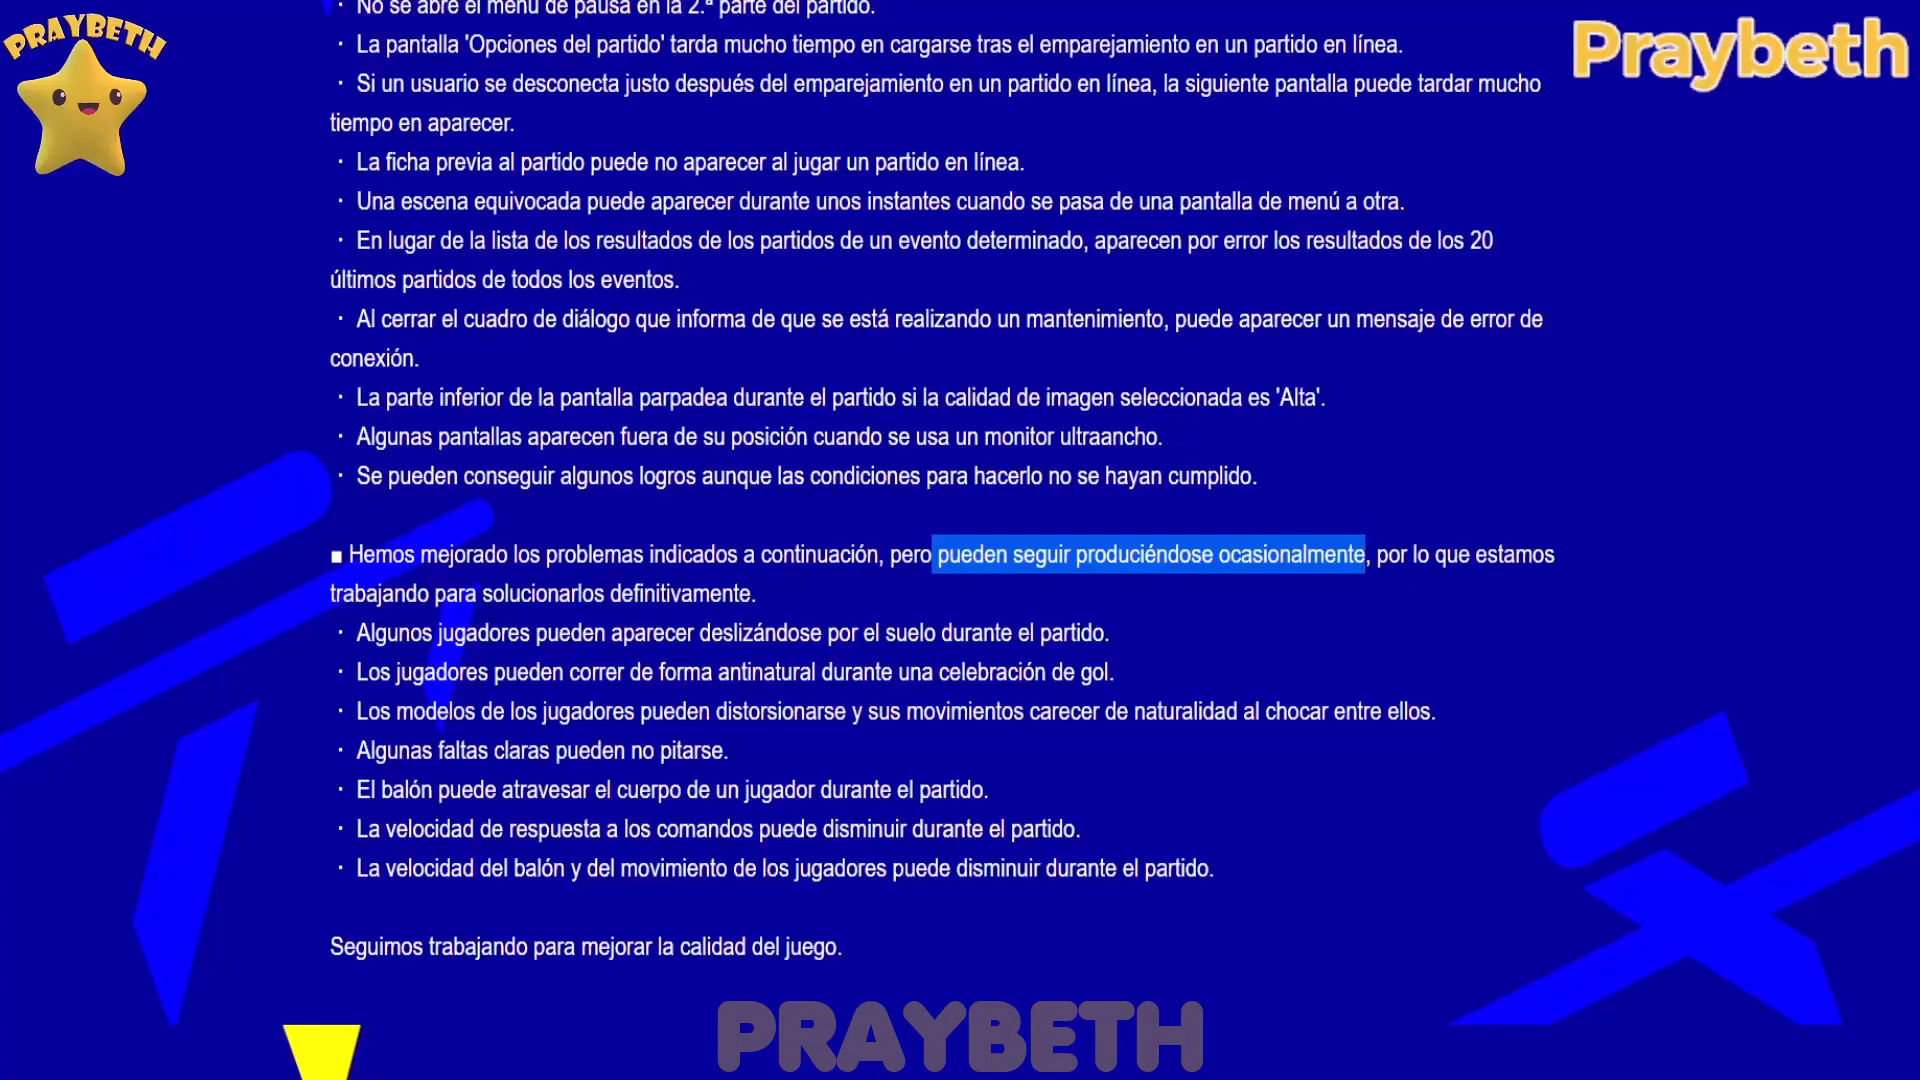 PRAYBETH
Praybeth
· No se abre el menú de pausa en la 2.ª parte del partido.
· La pantalla 'Opciones del partido' tarda mucho tiempo en cargarse tras el emparejamiento en un partido en línea.
· Si un usuario se desconecta justo después del emparejamiento en un partido en línea, la siguiente pantalla puede tardar mucho
tiempo en aparecer.
· La ficha previa al partido puede no aparecer al jugar un partido en línea.
· Una escena equivocada puede aparecer durante unos instantes cuando se pasa de una pantalla de menú a otra.
· En lugar de la lista de los resultados de los partidos de un evento determinado, aparecen por error los resultados de los 20
últimos partidos de todos los eventos.
· Al cerrar el cuadro de diálogo que informa de que se está realizando un mantenimiento, puede aparecer un mensaje de error de
conexión.
· La parte inferior de la pantalla parpadea durante el partido si la calidad de imagen seleccionada es 'Alta'.
· Algunas pantallas aparecen fuera de su posición cuando se usa un monitor ultraancho.
· Se pueden conseguir algunos logros aunque las condiciones para hacerlo no se hayan cumplido.
■ Hemos mejorado los problemas indicados a continuación, pero pueden seguir produciéndose ocasionalmente, por lo que estamos
trabajando para solucionarlos definitivamente.
· Algunos jugadores pueden aparecer deslizándose por el suelo durante el partido.
· Los jugadores pueden correr de forma antinatural durante una celebración de gol.
· Los modelos de los jugadores pueden distorsionarse y sus movimientos carecer de naturalidad al chocar entre ellos.
· Algunas faltas claras pueden no pitarse.
· El balón puede atravesar el cuerpo de un jugador durante el partido.
· La velocidad de respuesta a los comandos puede disminuir durante el partido.
· La velocidad del balón y del movimiento de los jugadores puede disminuir durante el partido.
Seguimos trabajando para mejorar la calidad del juego.
PRAYBETH